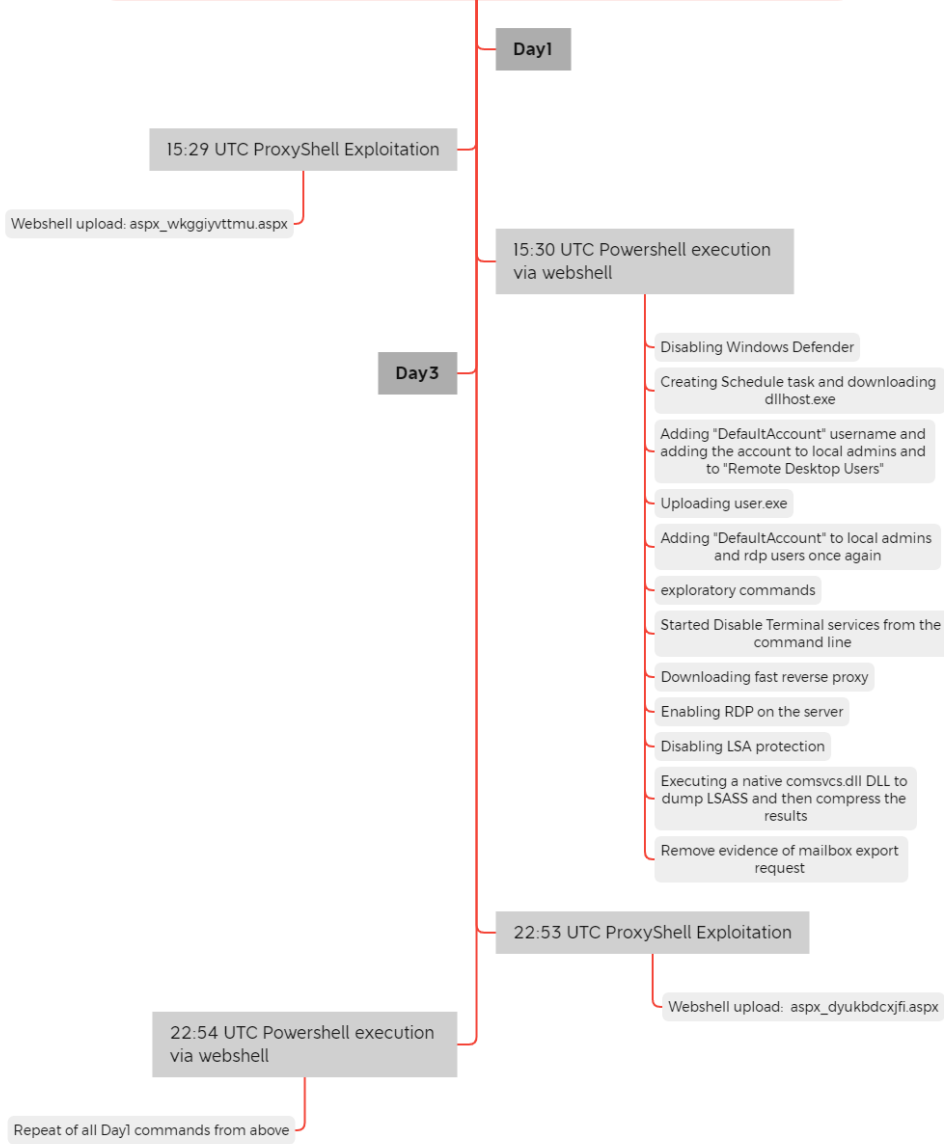 Day1
15:29 UTC ProxyShell Exploitation
Webshell upload: aspx_wkggiyvttmu.aspx
15:30 UTC Powershell execution
via webshell
Disabling Windows Defender
Day3
Creating Schedule task and downloading
dllhost.exe
Adding "DefaultAccount" username and
adding the account to local admins and
to "Remote Desktop Users"
Uploading user.exe
Adding "DefaultAccount" to local admins
and rdp users once again
exploratory commands
Started Disable Terminal services from the
command line
Downloading fast reverse proxy
Enabling RDP on the server
Disabling LSA protection
Executing a native comsvcs.dll DLL to
dump LSASS and then compress the
results
Remove evidence of mailbox export
request
22:53 UTC ProxyShell Exploitation
Webshell upload: aspx_dyukbdcxjfi.aspx
22:54 UTC Powershell execution
via webshell
Repeat of all Day1 commands from above